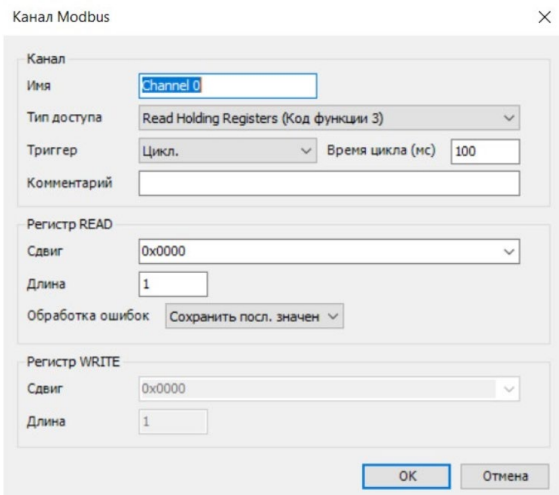 Канал Modbus
Канал
Имя Channel 0
Тип доступа Read Holding Registers (Код функции 3)
Триггер Цикл. Время цикла (мс) 100
Комментарий
Регистр READ
Сдвиг 0x0000
Длина 1
Обработка ошибок Сохранить посл. значен
Регистр WRITE
Сдвиг 0x0000
Длина 1
OK Отмена